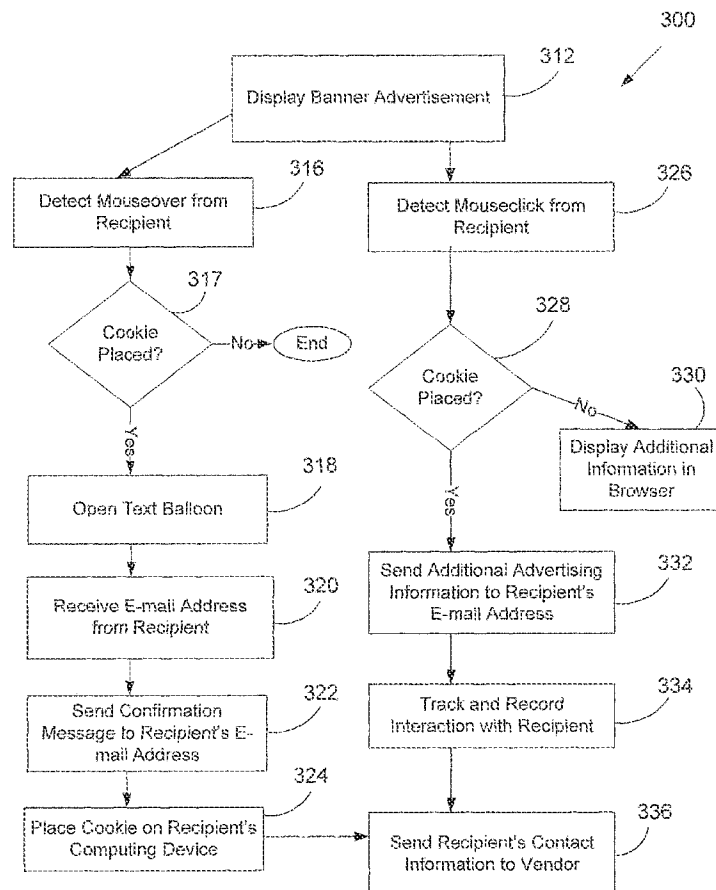 300
312
Display Banner Advertisement
316
Detect Mouseover from
Recipient
326
Detect Mouseclick from
Recipient
317
Cookie
Placed?
No
End
328
Cookie
Placed?
No
330
Display Additional
Information in
Browser
Yes
318
Open Text Balloon
Yes
320
Receive E-mail Address
from Recipient
332
Send Additional Advertising
Information to Recipient's
E-mail Address
322
Send Confirmation
Message to Recipient's E-
mail Address
334
Track and Record
Interaction with Recipient
324
Place Cookie on Recipient's
Computing Device
336
Send Recipient's Contact
Information to Vendor